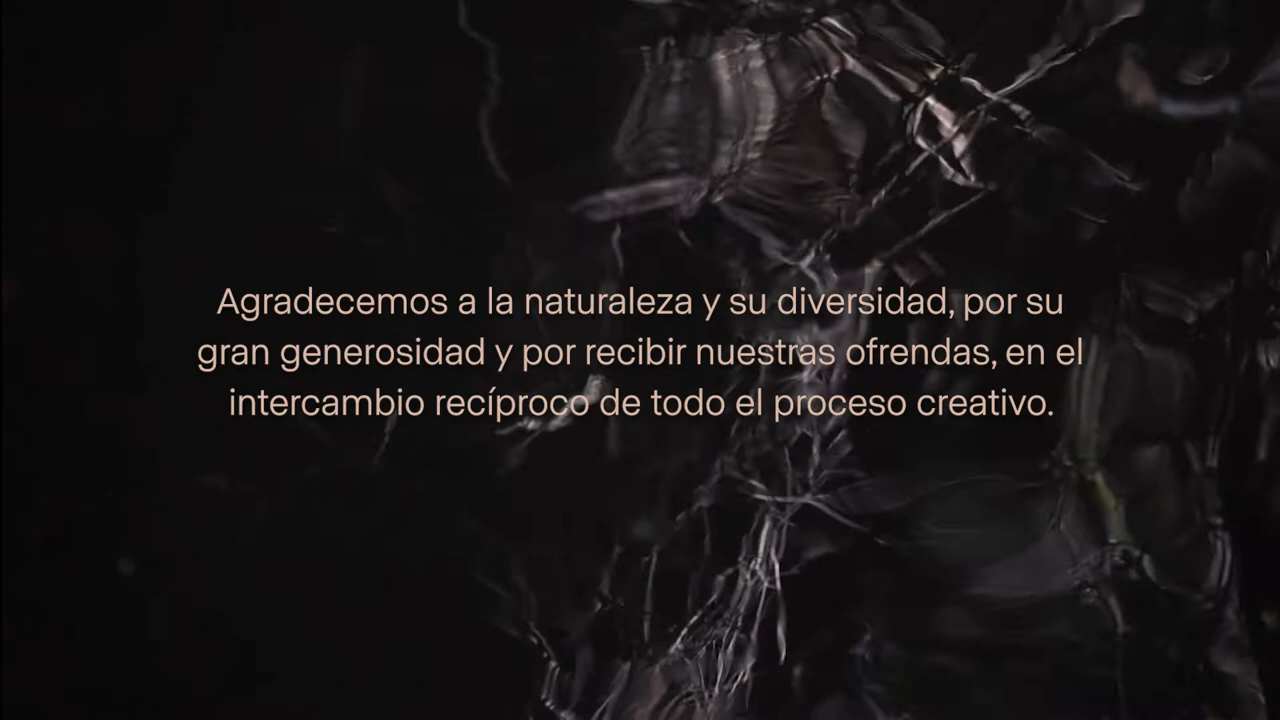 Agradecemos a la naturaleza y su diversidad, por su
gran generosidad y por recibir nuestras ofrendas, en el
intercambio recíproco de todo el proceso creativo.